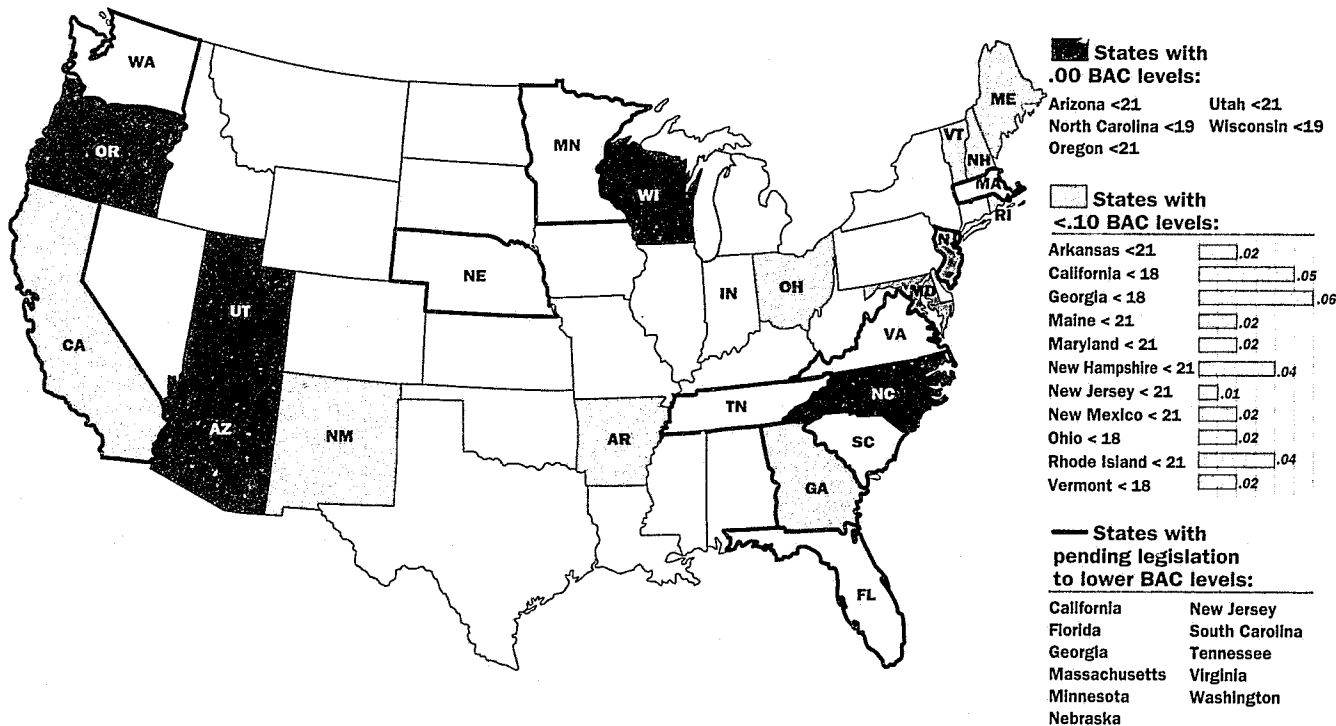 WA
OR
CA
UT
AZ
NM
NE
MN
WI
IN
OH
AR
TN
NC
SC
GA
FL
VA
MD
NJ
RI
MA
NH
VT
ME
States with
.00 BAC levels:
Arizona <21 Utah <21
North Carolina <19 Wisconsin <19
Oregon <21
States with
<.10 BAC levels:
Arkansas <21 .02
California < 18 .05
Georgia < 18 .06
Maine < 21 .02
Maryland < 21 .02
New Hampshire < 21 .04
New Jersey < 21 .01
New Mexico < 21 .02
Ohio < 18 .02
Rhode Island < 21 .04
Vermont < 18 .02
States with
pending legislation
to lower BAC levels:
California New Jersey
Florida South Carolina
Georgia Tennessee
Massachusetts Virginia
Minnesota Washington
Nebraska